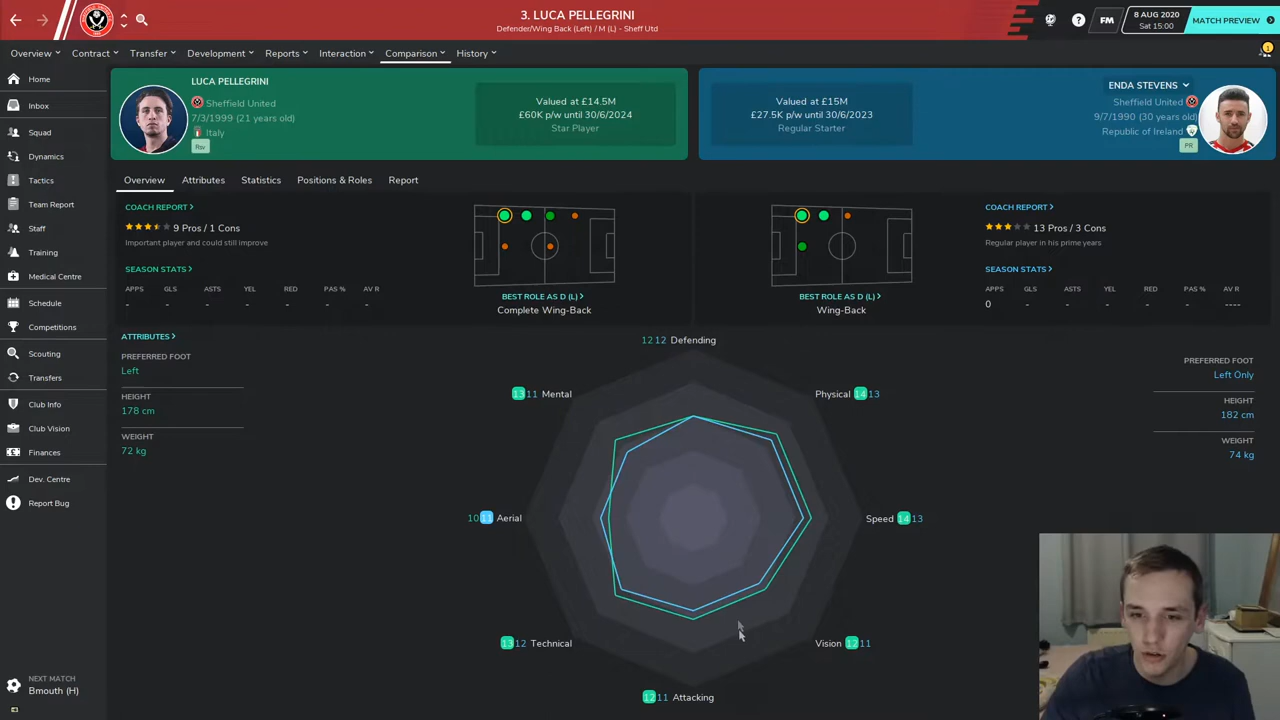 3. LUCA PELLEGRINI
Defender/Wing Back (Left) / M (L) - Sheff Utd
?
FM
8 AUG 2020
Sat 15:00
MATCH PREVIEW
Overview
Contract
Transfer
Development
Reports
Interaction
Comparison
History
1
Home
Inbox
Squad
Dynamics
Tactics
Team Report
Staff
Training
Medical Centre
Schedule
Competitions
Scouting
Transfers
Club Info
Club Vision
Finances
Dev. Centre
Report Bug
NEXT MATCH
Bmouth (H)
LUCA PELLEGRINI
Sheffield United
7/3/1999 (21 years old)
Italy
Rsv
Valued at £14.5M
£60K p/w until 30/6/2024
Star Player
Valued at £15M
£27.5K p/w until 30/6/2023
Regular Starter
ENDA STEVENS
Sheffield United
9/7/1990 (30 years old)
Republic of Ireland
PR
Overview
Attributes
Statistics
Positions & Roles
Report
COACH REPORT
9 Pros / 1 Cons
Important player and could still improve
SEASON STATS
APPS GLS ASTS YEL RED PAS % AV R
- - - - - - -
BEST ROLE AS D (L)
Complete Wing-Back
BEST ROLE AS D (L)
Wing-Back
COACH REPORT
13 Pros / 3 Cons
Regular player in his prime years
SEASON STATS
APPS GLS ASTS YEL RED PAS % AV R
0 - - - - - ----
ATTRIBUTES
PREFERRED FOOT
Left
HEIGHT
178 cm
WEIGHT
72 kg
12 12 Defending
13 11 Mental
Physical 14 13
10 11 Aerial
Speed 14 13
13 12 Technical
Vision 12 11
12 11 Attacking
PREFERRED FOOT
Left Only
HEIGHT
182 cm
WEIGHT
74 kg